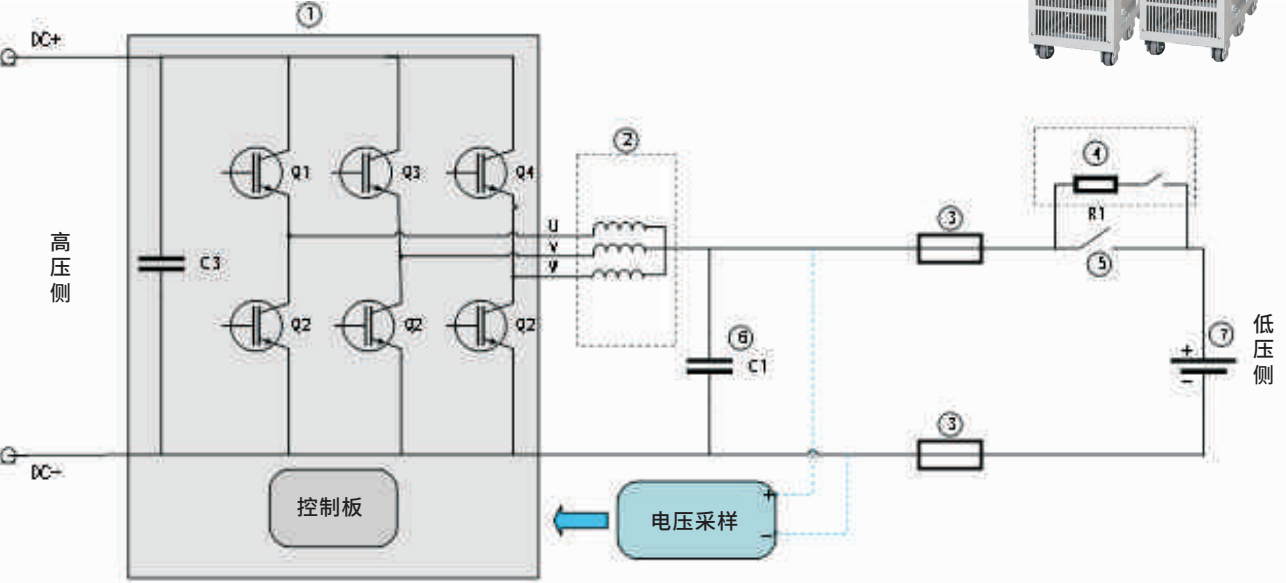 ①
DC+
②
④
Q1
Q3
Q4
R1
③
U
V
⑤
高压侧
C3
Q2
Q2
Q2
⑥
C1
⑦
+
−
低压侧
③
DC-
控制板
电压采样
+
−